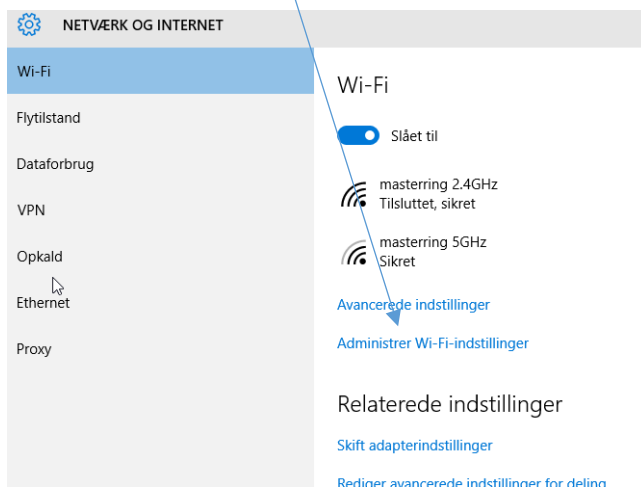 NETVÆRK OG INTERNET
Wi-Fi
Flytilstand
Dataforbrug
VPN
Opkald
Ethernet
Proxy
Wi-Fi
Slået til
masterring 2.4GHz
Tilsluttet, sikret
masterring 5GHz
Sikret
Avancerede indstillinger
Administrer Wi-Fi-indstillinger
Relaterede indstillinger
Skift adapterindstillinger
Rediger avancerede indstillinger for deling